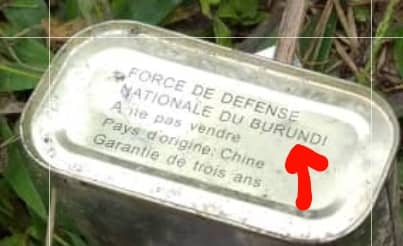 FORCE DE DEFENSE
NATIONALE DU BURUNDI
A ne pas vendre
Pays d'origine: Chine
Garantie de trois ans